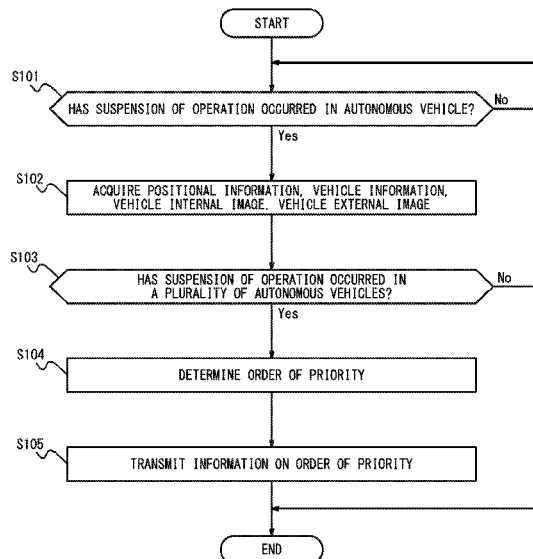 START
S101
HAS SUSPENSION OF OPERATION OCCURRED IN AUTONOMOUS VEHICLE?
No
Yes
S102
ACQUIRE POSITIONAL INFORMATION, VEHICLE INFORMATION,
VEHICLE INTERNAL IMAGE, VEHICLE EXTERNAL IMAGE
S103
HAS SUSPENSION OF OPERATION OCCURRED IN
A PLURALITY OF AUTONOMOUS VEHICLES?
No
Yes
S104
DETERMINE ORDER OF PRIORITY
S105
TRANSMIT INFORMATION ON ORDER OF PRIORITY
END